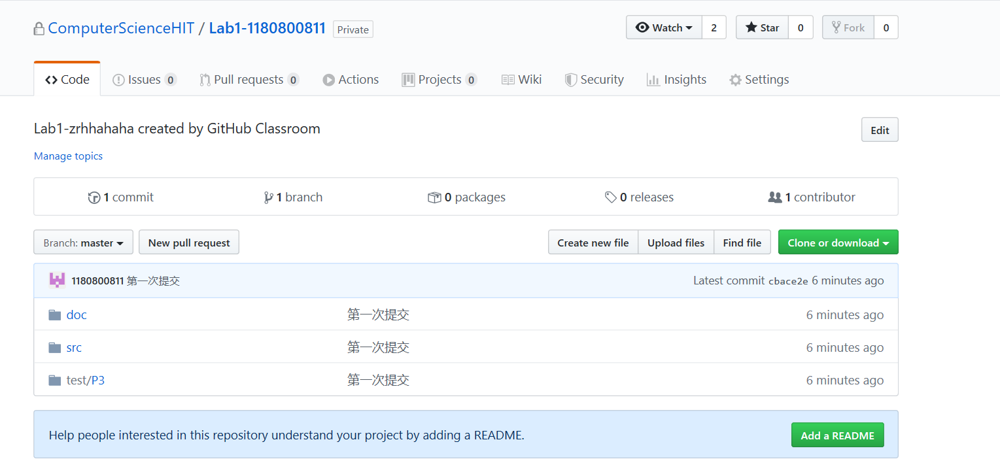 ComputerScienceHIT / Lab1-1180800811 Private Watch 2 Star 0 Fork 0
Code Issues 0 Pull requests 0 Actions Projects 0 Wiki Security Insights Settings
Lab1-zrhhahaha created by GitHub Classroom Edit
Manage topics
1 commit 1 branch 0 packages 0 releases 1 contributor
Branch: master New pull request Create new file Upload files Find file Clone or download
1180800811 第一次提交 Latest commit cbace2e 6 minutes ago
doc 第一次提交 6 minutes ago
src 第一次提交 6 minutes ago
test/P3 第一次提交 6 minutes ago
Help people interested in this repository understand your project by adding a README. Add a README